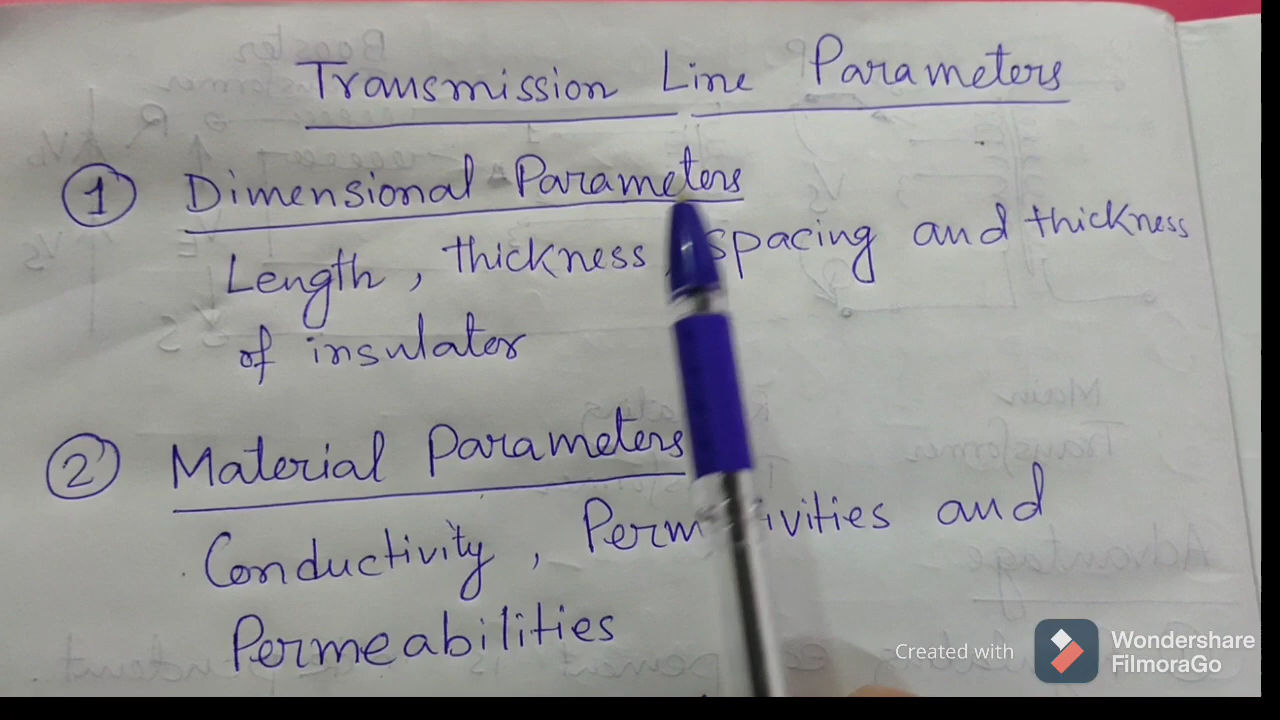 Transmission Line Parameters
① Dimensional Parameters
Length, thickness, spacing and thickness
of insulator
② Material Parameters
Conductivity, and
Permeabilities
Created with Wondershare FilmoraGo